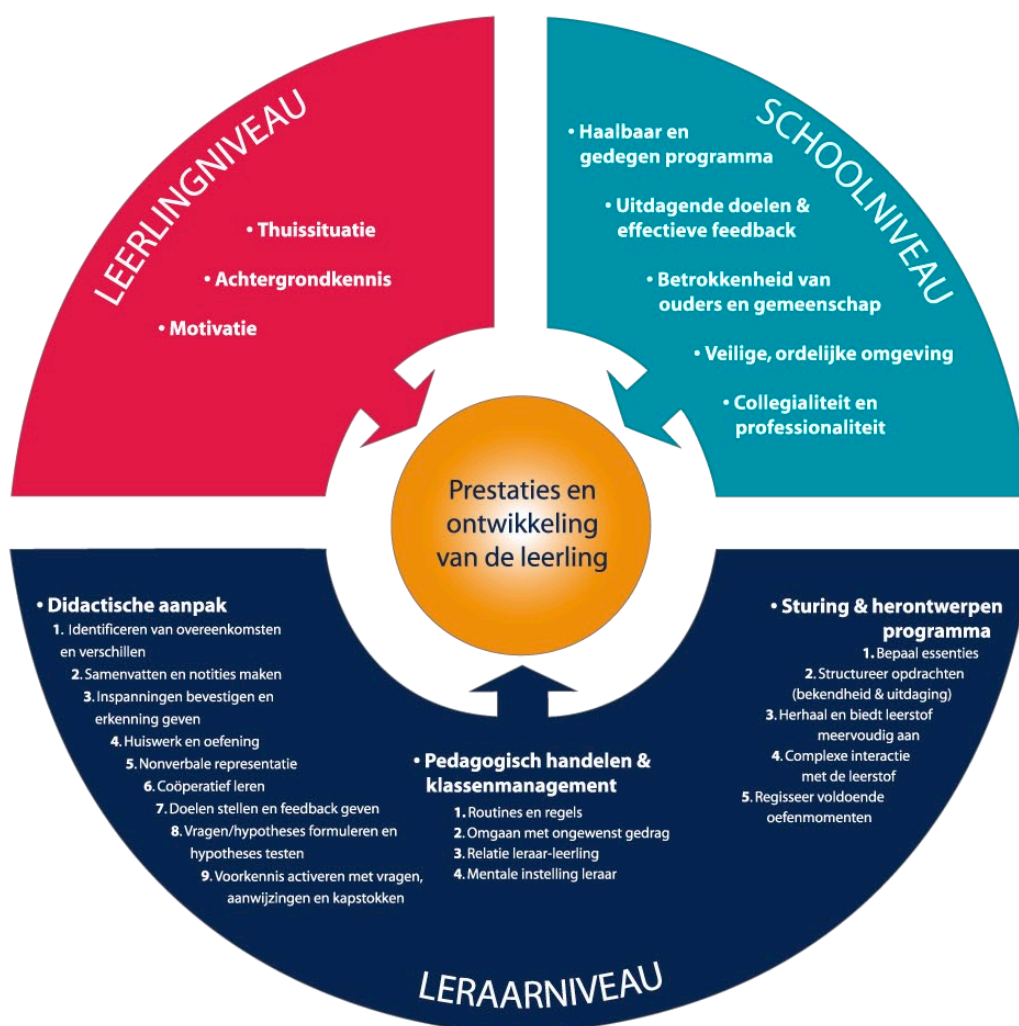 LEERLINGNIVEAU
• Thuissituatie
• Achtergrondkennis
• Motivatie
SCHOOLNIVEAU
• Haalbaar en
gedegen programma
• Uitdagende doelen &
effectieve feedback
• Betrokkenheid van
ouders en gemeenschap
• Veilige, ordelijke omgeving
• Collegialiteit en
professionaliteit
Prestaties en
ontwikkeling
van de leerling
• Didactische aanpak
1. Identificeren van overeenkomsten
en verschillen
2. Samenvatten en notities maken
3. Inspanningen bevestigen en
erkenning geven
4. Huiswerk en oefening
5. Nonverbale representatie
6. Coöperatief leren
7. Doelen stellen en feedback geven
8. Vragen/hypotheses formuleren en
hypotheses testen
9. Voorkennis activeren met vragen,
aanwijzingen en kapstokken
• Pedagogisch handelen &
klassenmanagement
1. Routines en regels
2. Omgaan met ongewenst gedrag
3. Relatie leraar-leerling
4. Mentale instelling leraar
• Sturing & herontwerpen
programma
1. Bepaal essenties
2. Structureer opdrachten
(bekendheid & uitdaging)
3. Herhaal en biedt leerstof
meervoudig aan
4. Complexe interactie
met de leerstof
5. Regisseer voldoende
oefenmomenten
LERAARNIVEAU